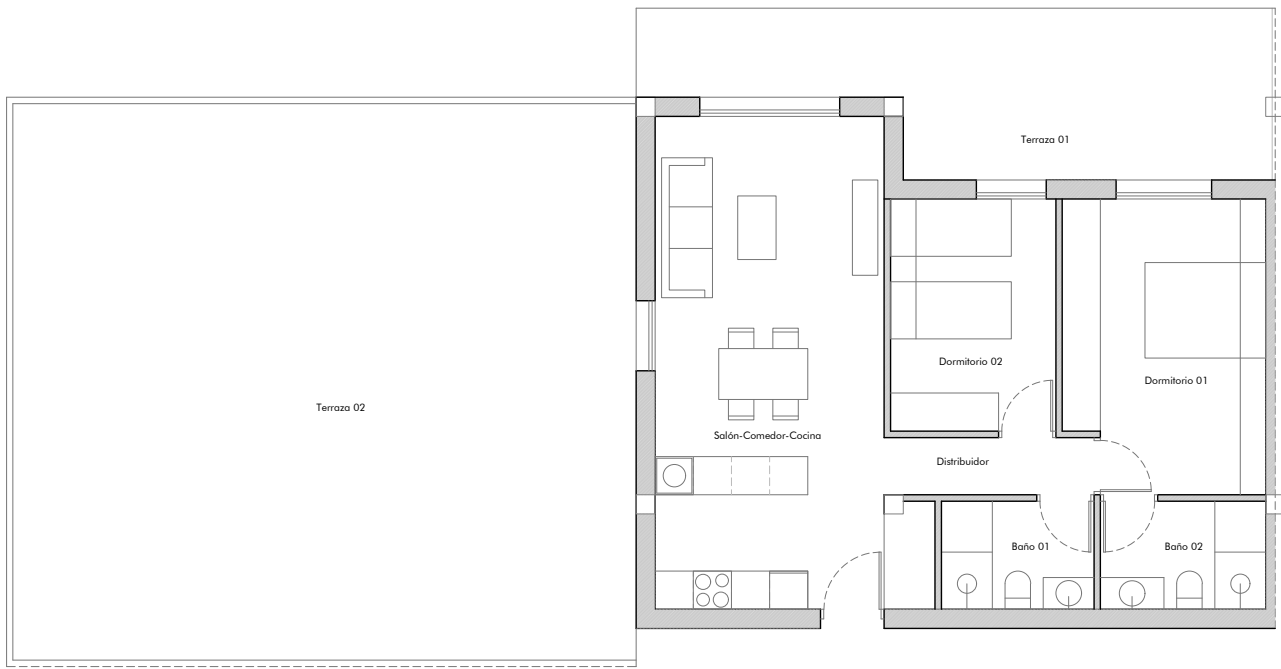 Terraza 01
Dormitorio 02
Dormitorio 01
Terraza 02
Salón-Comedor-Cocina
Distribuidor
Baño 01
Baño 02